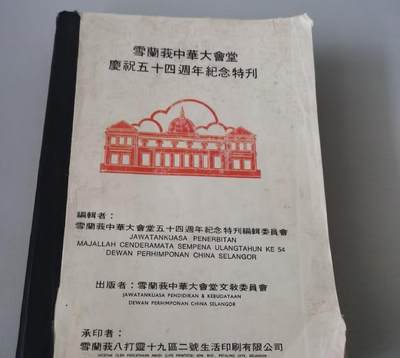 雪蘭莪中華大會堂
慶祝五十四週年紀念特刊
編輯者：
雪蘭莪中華大會堂五十四週年紀念特刊編輯委員會
JAWATANKUASA PENERBITAN
MAJALLAH CENDERAMATA SEMPENA ULANGTAHUN KE 54
DEWAN PERHIMPONAN CHINA SELANGOR
出版者：雪蘭莪中華大會堂文教委員會
JAWATANKUASA PENDIDIKAN & KEBUDAYAAN
DEWAN PERHIMPONAN CHINA SELANGOR
承印者：
雪蘭莪八打靈十九區二號生活印刷有限公司